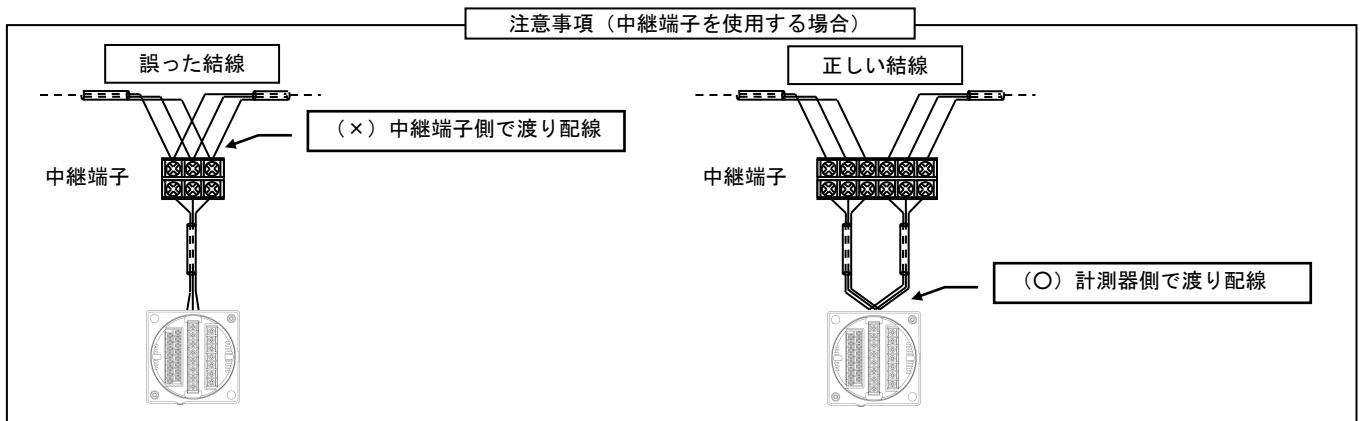 注意事項(中継端子を使用する場合)
誤った結線
(×)中継端子側で渡り配線
中継端子
正しい結線
中継端子
(○)計測器側で渡り配線